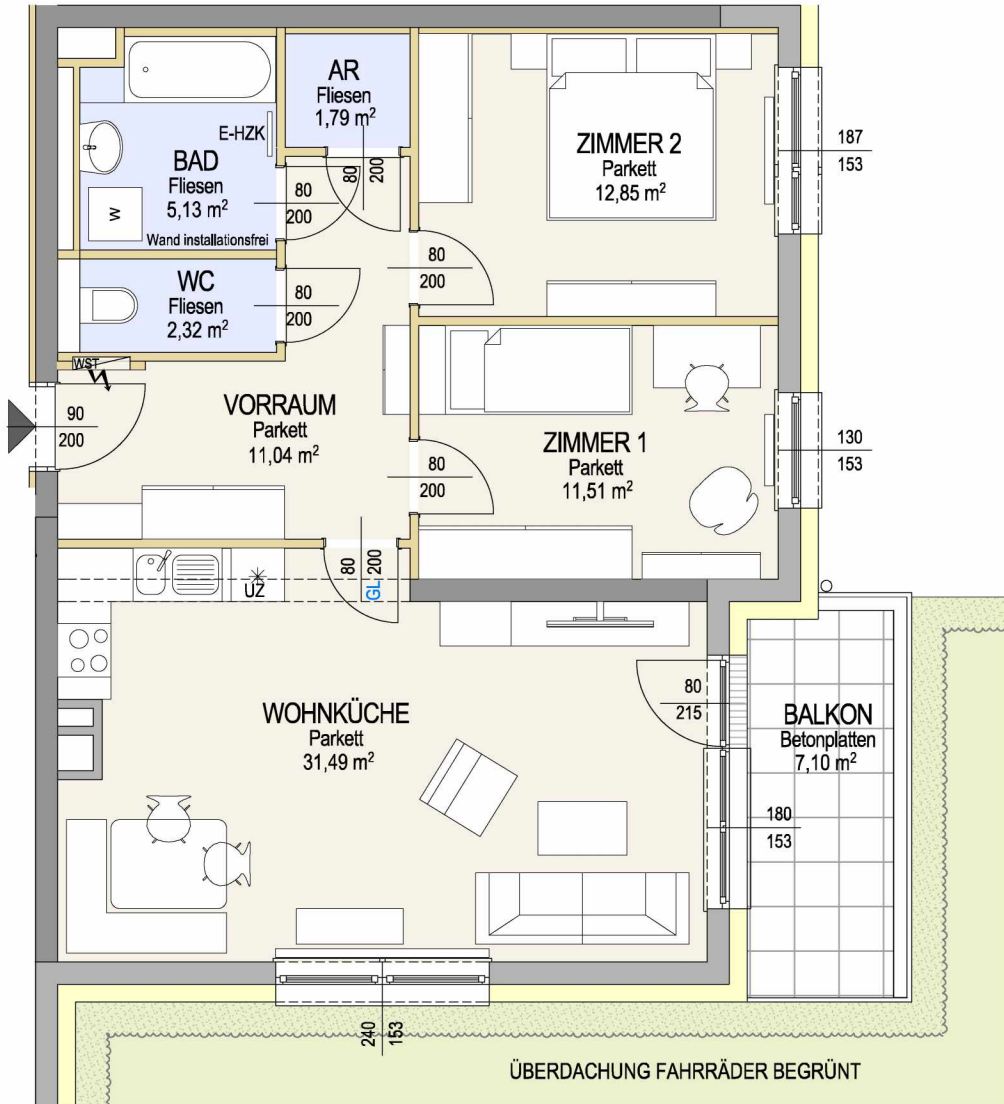 AR
Fliesen
1,79 m²
E-HZK
BAD
Fliesen
5,13 m²
W
Wand installationsfrei
80
200
80
200
ZIMMER 2
Parkett
12,85 m²
187
153
WC
Fliesen
2,32 m²
80
200
80
200
WST
90
200
VORRAUM
Parkett
11,04 m²
80
200
ZIMMER 1
Parkett
11,51 m²
130
153
80
200
GL
UZ
WOHNKÜCHE
Parkett
31,49 m²
80
215
BALKON
Betonplatten
7,10 m²
180
153
240
153
ÜBERDACHUNG FAHRRÄDER BEGRÜNT